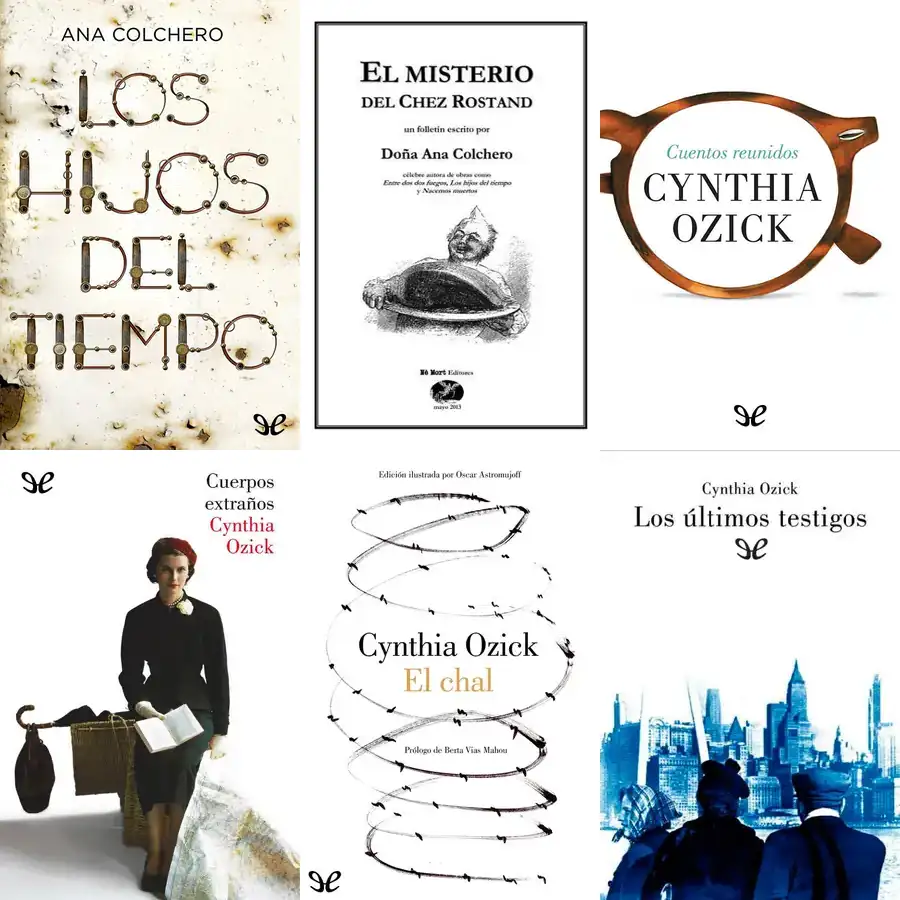 ANA COLCHERO
LOS
HIJOS
DEL
TIEMPO
EL MISTERIO
DEL CHEZ ROSTAND
un folletín escrito por
Doña Ana Colchero
célebre autora de obras como
Entre dos fuegos, Los hijos del tiempo
y Nacemos muertos
Né Mort Editeurs
mayo 2013
Cuentos reunidos
CYNTHIA
OZICK
Cuerpos
extraños
Cynthia
Ozick
Edición ilustrada por Oscar Astromujoff
Cynthia Ozick
El chal
Prólogo de Berta Vias Mahou
Cynthia Ozick
Los últimos testigos